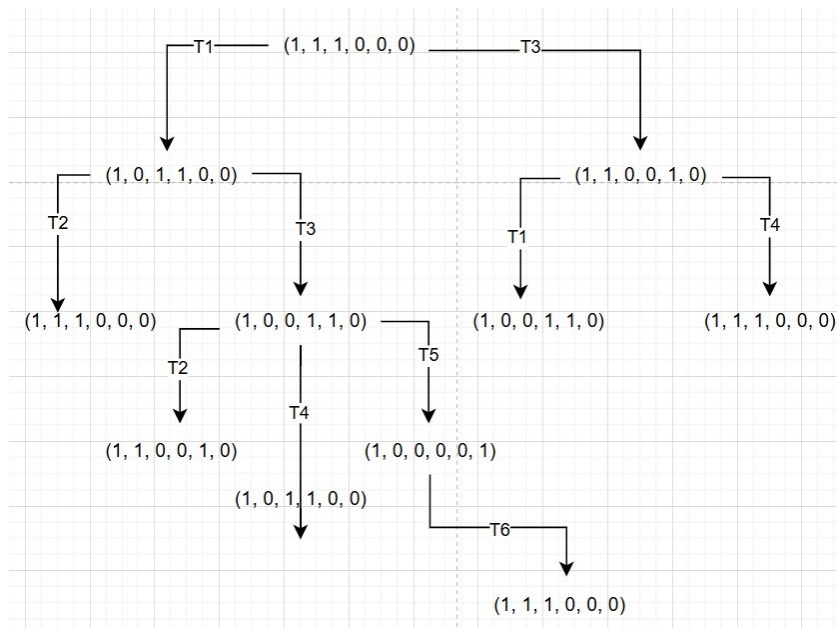 T1 (1, 1, 1, 0, 0, 0) T3
(1, 0, 1, 1, 0, 0) (1, 1, 0, 0, 1, 0)
T2 T3 T1 T4
(1, 1, 1, 0, 0, 0) (1, 0, 0, 1, 1, 0) (1, 0, 0, 1, 1, 0) (1, 1, 1, 0, 0, 0)
T2 T4 T5
(1, 1, 0, 0, 1, 0) (1, 0, 0, 0, 0, 1)
(1, 0, 1, 1, 0, 0)
T6
(1, 1, 1, 0, 0, 0)